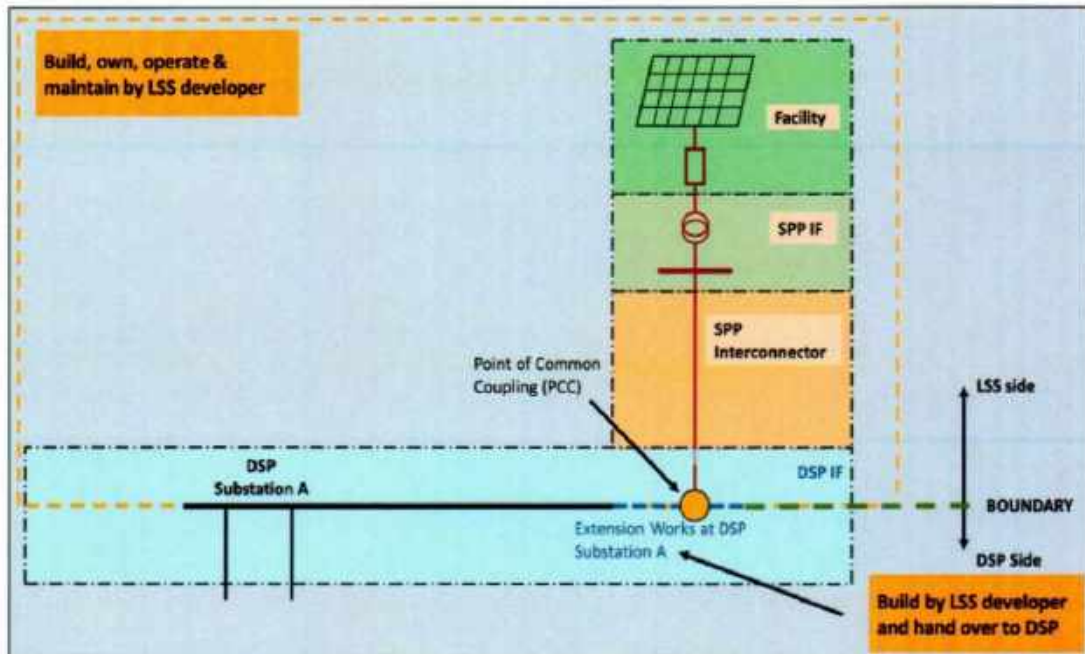 Build, own, operate &
maintain by LSS developer
Facility
SPP IF
SPP
Interconnector
Point of Common
Coupling (PCC)
LSS side
DSP
Substation A
DSP IF
BOUNDARY
Extension Works at DSP
Substation A
DSP Side
Build by LSS developer
and hand over to DSP